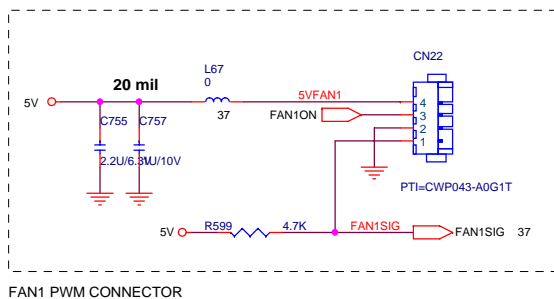 CN22
L67
0
20 mil
5V
5VFAN1
4
37
FAN1ON
3
C755
C757
2
1
2.2U/6.3V
1U/10V
PTI=CWP043-A0G1T
5V
R599
4.7K
FAN1SIG
FAN1SIG
37
FAN1 PWM CONNECTOR